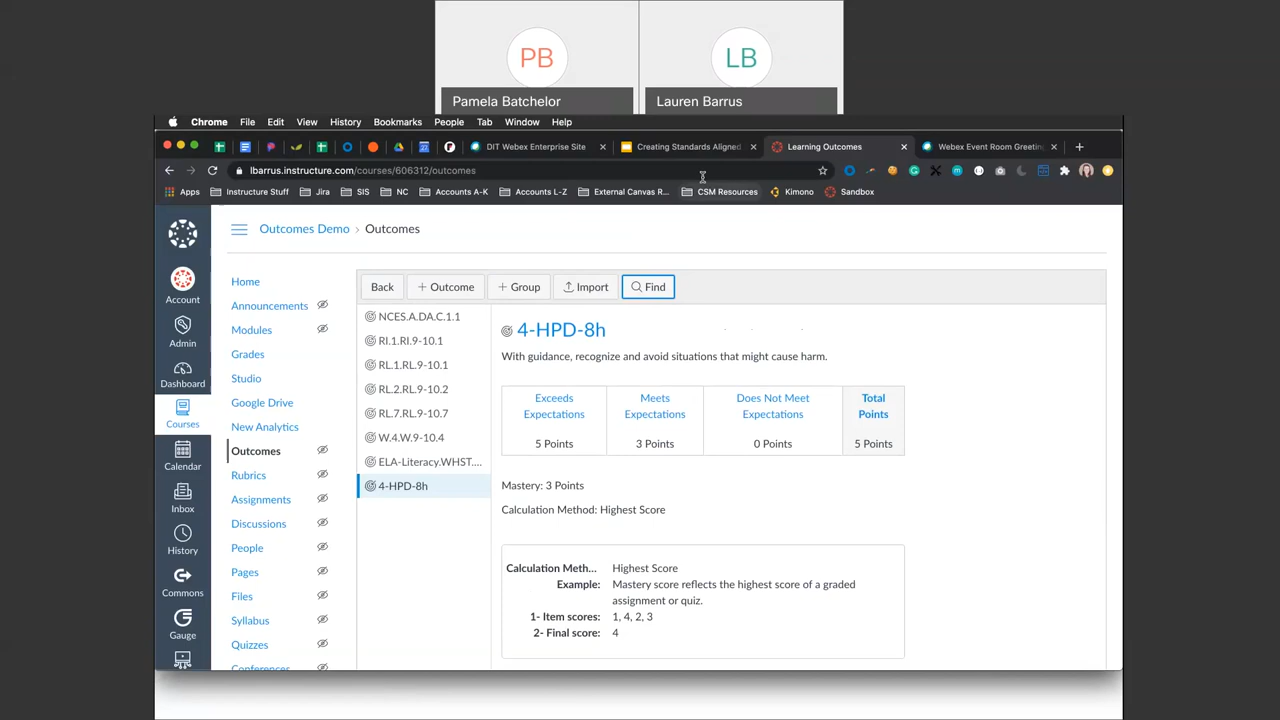 PB
LB
Pamela Batchelor
Lauren Barrus
Chrome File Edit View History Bookmarks People Tab Window Help
DIT Webex Enterprise Site
Creating Standards Aligned
Learning Outcomes
Webex Event Room Greeting
lbarrus.instructure.com/courses/606312/outcomes
Apps Instructure Stuff Jira SIS NC Accounts A-K Accounts L-Z External Canvas R... CSM Resources Kimono Sandbox
Outcomes Demo › Outcomes
Account
Admin
Dashboard
Courses
Calendar
Inbox
History
Commons
Gauge
Home
Announcements
Modules
Grades
Studio
Google Drive
New Analytics
Outcomes
Rubrics
Assignments
Discussions
People
Pages
Files
Syllabus
Quizzes
Conferences
Back + Outcome + Group Import Find
NCES.A.DA.C.1.1
RI.1.RI.9-10.1
RL.1.RL.9-10.1
RL.2.RL.9-10.2
RL.7.RL.9-10.7
W.4.W.9-10.4
ELA-Literacy.WHST....
4-HPD-8h
4-HPD-8h
With guidance, recognize and avoid situations that might cause harm.
Exceeds Expectations Meets Expectations Does Not Meet Expectations Total Points
5 Points 3 Points 0 Points 5 Points
Mastery: 3 Points
Calculation Method: Highest Score
Calculation Meth... Highest Score
Example: Mastery score reflects the highest score of a graded
assignment or quiz.
1- Item scores: 1, 4, 2, 3
2- Final score: 4